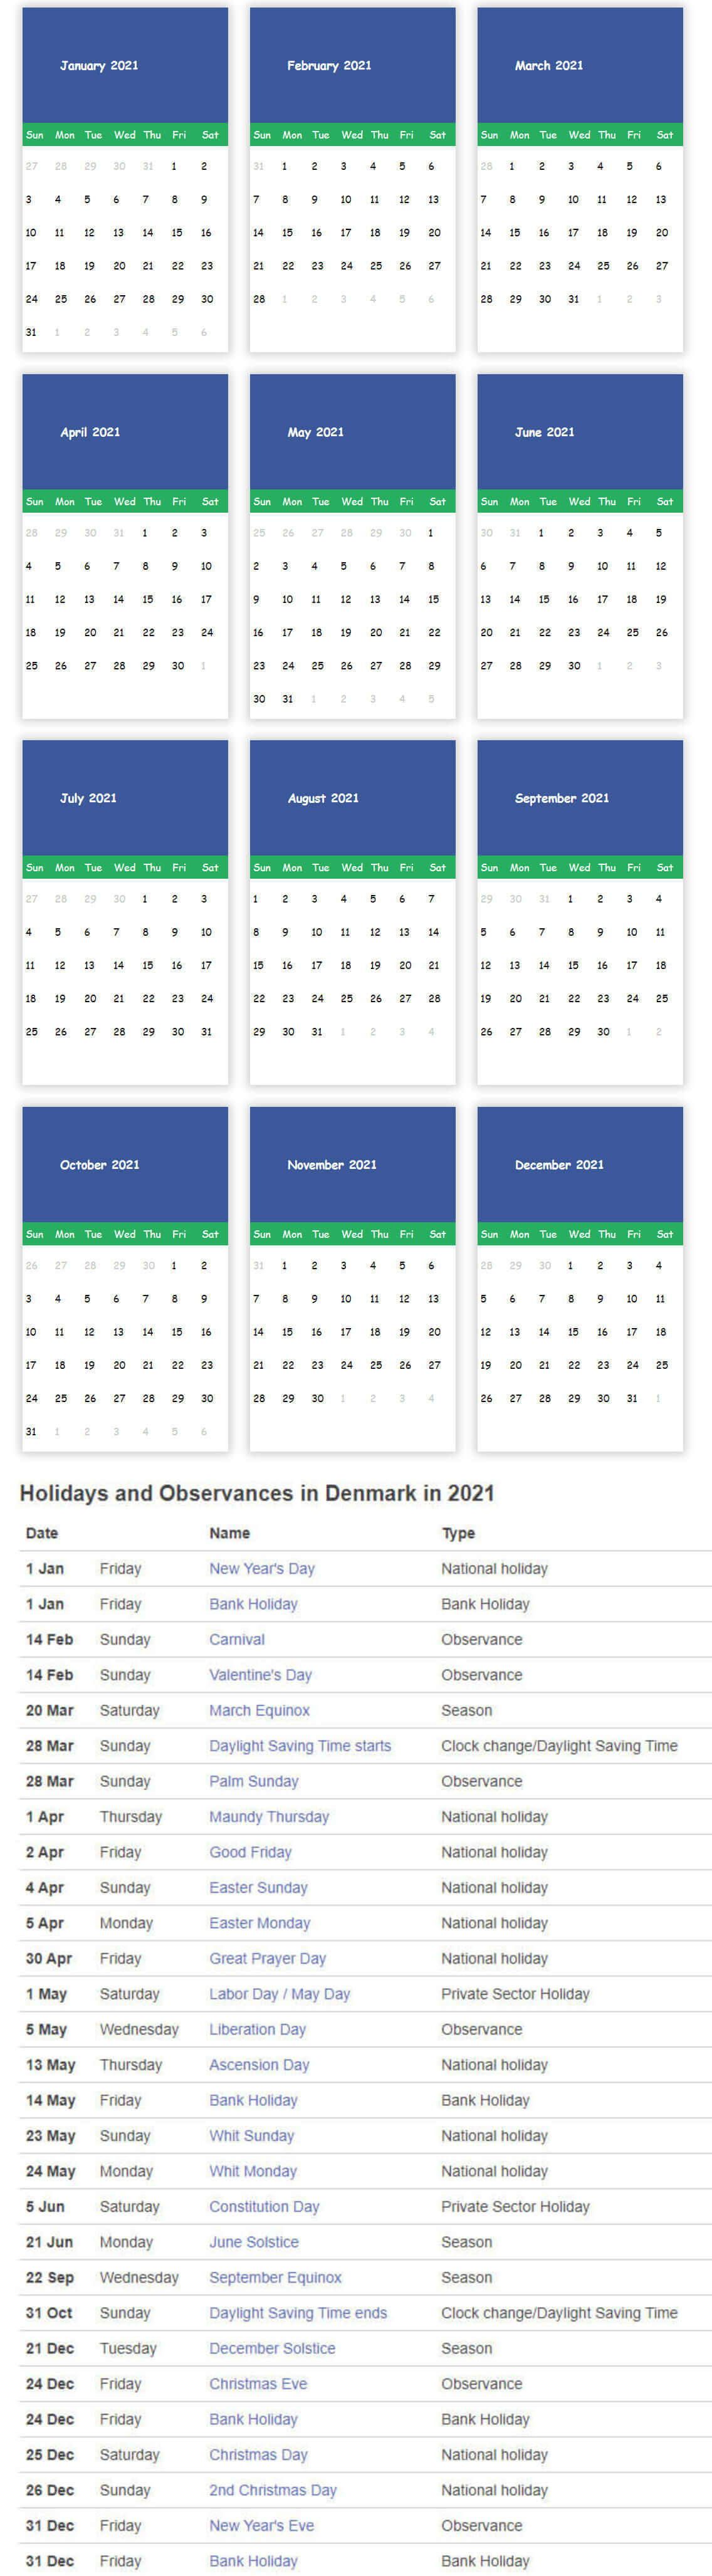 January 2021 February 2021 March 2021
Sun Mon Tue Wed Thu Fri Sat Sun Mon Tue Wed Thu Fri Sat Sun Mon Tue Wed Thu Fri Sat
27 28 29 30 31 1 2 31 1 2 3 4 5 6 28 1 2 3 4 5 6
3 4 5 6 7 8 9 7 8 9 10 11 12 13 7 8 9 10 11 12 13
10 11 12 13 14 15 16 14 15 16 17 18 19 20 14 15 16 17 18 19 20
17 18 19 20 21 22 23 21 22 23 24 25 26 27 21 22 23 24 25 26 27
24 25 26 27 28 29 30 28 1 2 3 4 5 6 28 29 30 31 1 2 3
31 1 2 3 4 5 6
April 2021 May 2021 June 2021
Sun Mon Tue Wed Thu Fri Sat Sun Mon Tue Wed Thu Fri Sat Sun Mon Tue Wed Thu Fri Sat
28 29 30 31 1 2 3 25 26 27 28 29 30 1 30 31 1 2 3 4 5
4 5 6 7 8 9 10 2 3 4 5 6 7 8 6 7 8 9 10 11 12
11 12 13 14 15 16 17 9 10 11 12 13 14 15 13 14 15 16 17 18 19
18 19 20 21 22 23 24 16 17 18 19 20 21 22 20 21 22 23 24 25 26
25 26 27 28 29 30 1 23 24 25 26 27 28 29 27 28 29 30 1 2 3
30 31 1 2 3 4 5
July 2021 August 2021 September 2021
Sun Mon Tue Wed Thu Fri Sat Sun Mon Tue Wed Thu Fri Sat Sun Mon Tue Wed Thu Fri Sat
27 28 29 30 1 2 3 1 2 3 4 5 6 7 29 30 31 1 2 3 4
4 5 6 7 8 9 10 8 9 10 11 12 13 14 5 6 7 8 9 10 11
11 12 13 14 15 16 17 15 16 17 18 19 20 21 12 13 14 15 16 17 18
18 19 20 21 22 23 24 22 23 24 25 26 27 28 19 20 21 22 23 24 25
25 26 27 28 29 30 31 29 30 31 1 2 3 4 26 27 28 29 30 1 2
October 2021 November 2021 December 2021
Sun Mon Tue Wed Thu Fri Sat Sun Mon Tue Wed Thu Fri Sat Sun Mon Tue Wed Thu Fri Sat
26 27 28 29 30 1 2 31 1 2 3 4 5 6 28 29 30 1 2 3 4
3 4 5 6 7 8 9 7 8 9 10 11 12 13 5 6 7 8 9 10 11
10 11 12 13 14 15 16 14 15 16 17 18 19 20 12 13 14 15 16 17 18
17 18 19 20 21 22 23 21 22 23 24 25 26 27 19 20 21 22 23 24 25
24 25 26 27 28 29 30 28 29 30 1 2 3 4 26 27 28 29 30 31 1
31 1 2 3 4 5 6
Holidays and Observances in Denmark in 2021
Date Name Type
1 Jan Friday New Year's Day National holiday
1 Jan Friday Bank Holiday Bank Holiday
14 Feb Sunday Carnival Observance
14 Feb Sunday Valentine's Day Observance
20 Mar Saturday March Equinox Season
28 Mar Sunday Daylight Saving Time starts Clock change/Daylight Saving Time
28 Mar Sunday Palm Sunday Observance
1 Apr Thursday Maundy Thursday National holiday
2 Apr Friday Good Friday National holiday
4 Apr Sunday Easter Sunday National holiday
5 Apr Monday Easter Monday National holiday
30 Apr Friday Great Prayer Day National holiday
1 May Saturday Labor Day / May Day Private Sector Holiday
5 May Wednesday Liberation Day Observance
13 May Thursday Ascension Day National holiday
14 May Friday Bank Holiday Bank Holiday
23 May Sunday Whit Sunday National holiday
24 May Monday Whit Monday National holiday
5 Jun Saturday Constitution Day Private Sector Holiday
21 Jun Monday June Solstice Season
22 Sep Wednesday September Equinox Season
31 Oct Sunday Daylight Saving Time ends Clock change/Daylight Saving Time
21 Dec Tuesday December Solstice Season
24 Dec Friday Christmas Eve Observance
24 Dec Friday Bank Holiday Bank Holiday
25 Dec Saturday Christmas Day National holiday
26 Dec Sunday 2nd Christmas Day National holiday
31 Dec Friday New Year's Eve Observance
31 Dec Friday Bank Holiday Bank Holiday